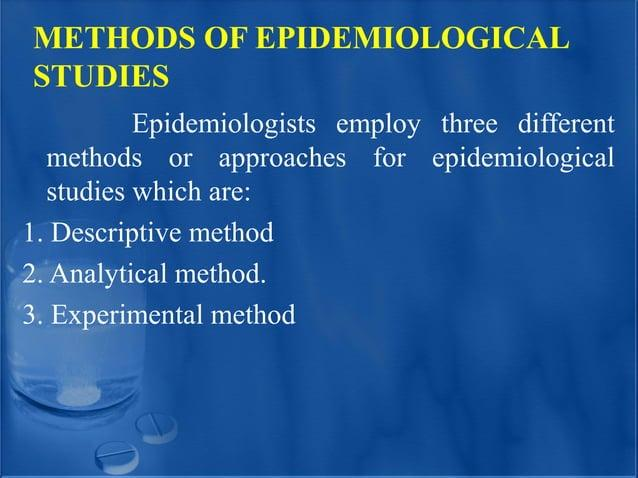 METHODS OF EPIDEMIOLOGICAL
STUDIES
Epidemiologists employ three different
methods or approaches for epidemiological
studies which are:
1. Descriptive method
2. Analytical method.
3. Experimental method